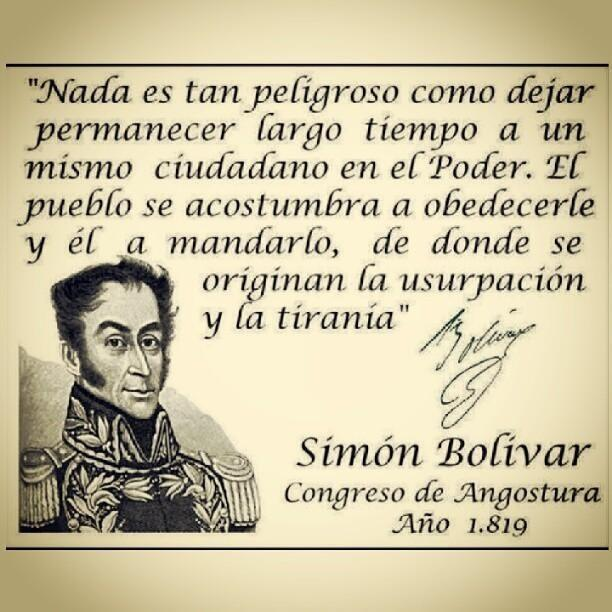 "Nada es tan peligroso como dejar
permanecer largo tiempo a un
mismo ciudadano en el Poder. El
pueblo se acostumbra a obedecerle
y él a mandarlo, de donde se
originan la usurpación
y la tiranía"
Bolívar
Simón Bolívar
Congreso de Angostura
Año 1.819